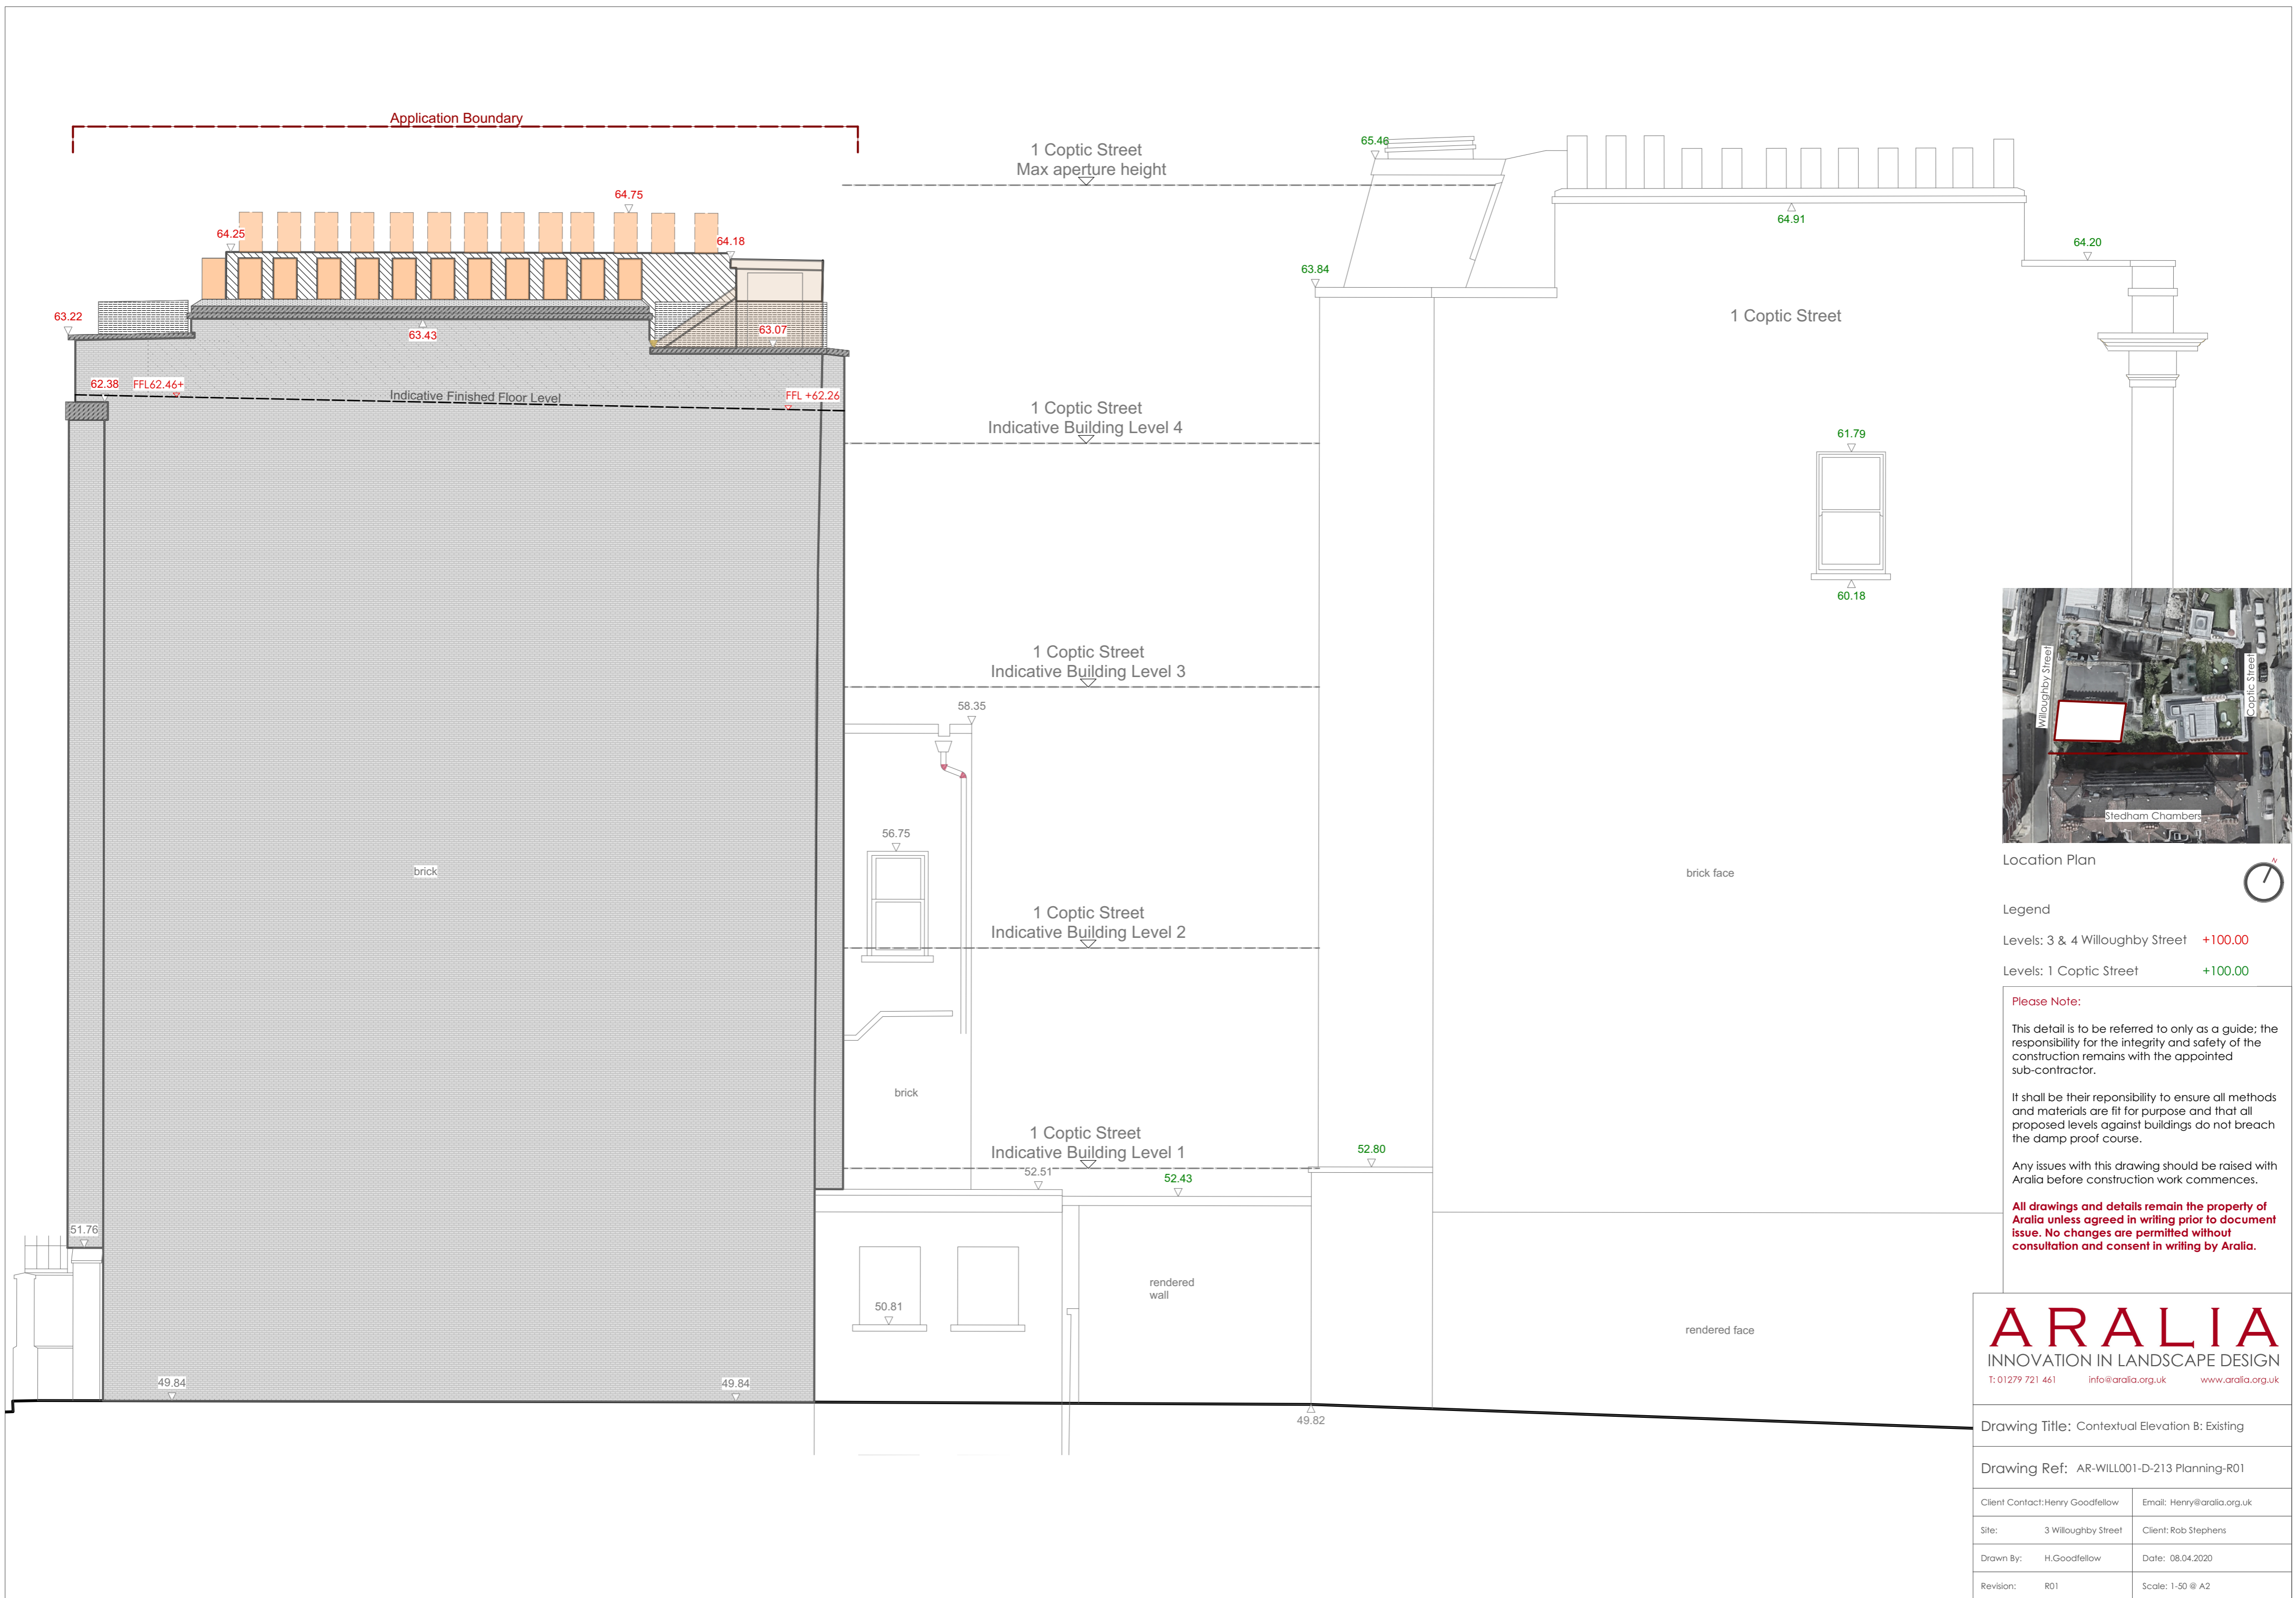 Application Boundary
1 Coptic Street
Max aperture height
65.46
64.75
64.25
64.18
64.91
64.20
63.84
63.22
63.43
63.07
1 Coptic Street
62.38
FFL62.46+
Indicative Finished Floor Level
FFL +62.26
1 Coptic Street
Indicative Building Level 4
61.79
60.18
1 Coptic Street
Indicative Building Level 3
58.35
56.75
brick
brick face
1 Coptic Street
Indicative Building Level 2
brick
1 Coptic Street
Indicative Building Level 1
52.51
52.80
52.43
51.76
50.81
rendered
wall
rendered face
49.84
49.84
49.82
Willoughby Street
Coptic Street
Stedham Chambers
Location Plan
N
Legend
Levels: 3 & 4 Willoughby Street +100.00
Levels: 1 Coptic Street +100.00
Please Note:
This detail is to be referred to only as a guide; the
responsibility for the integrity and safety of the
construction remains with the appointed
sub-contractor.
It shall be their reponsibility to ensure all methods
and materials are fit for purpose and that all
proposed levels against buildings do not breach
the damp proof course.
Any issues with this drawing should be raised with
Aralia before construction work commences.
All drawings and details remain the property of
Aralia unless agreed in writing prior to document
issue. No changes are permitted without
consultation and consent in writing by Aralia.
ARALIA
INNOVATION IN LANDSCAPE DESIGN
T: 01279 721 461 info@aralia.org.uk www.aralia.org.uk
Drawing Title: Contextual Elevation B: Existing
Drawing Ref: AR-WILL001-D-213 Planning-R01
Client Contact: Henry Goodfellow Email: Henry@aralia.org.uk
Site: 3 Willoughby Street Client: Rob Stephens
Drawn By: H.Goodfellow Date: 08.04.2020
Revision: R01 Scale: 1-50 @ A2